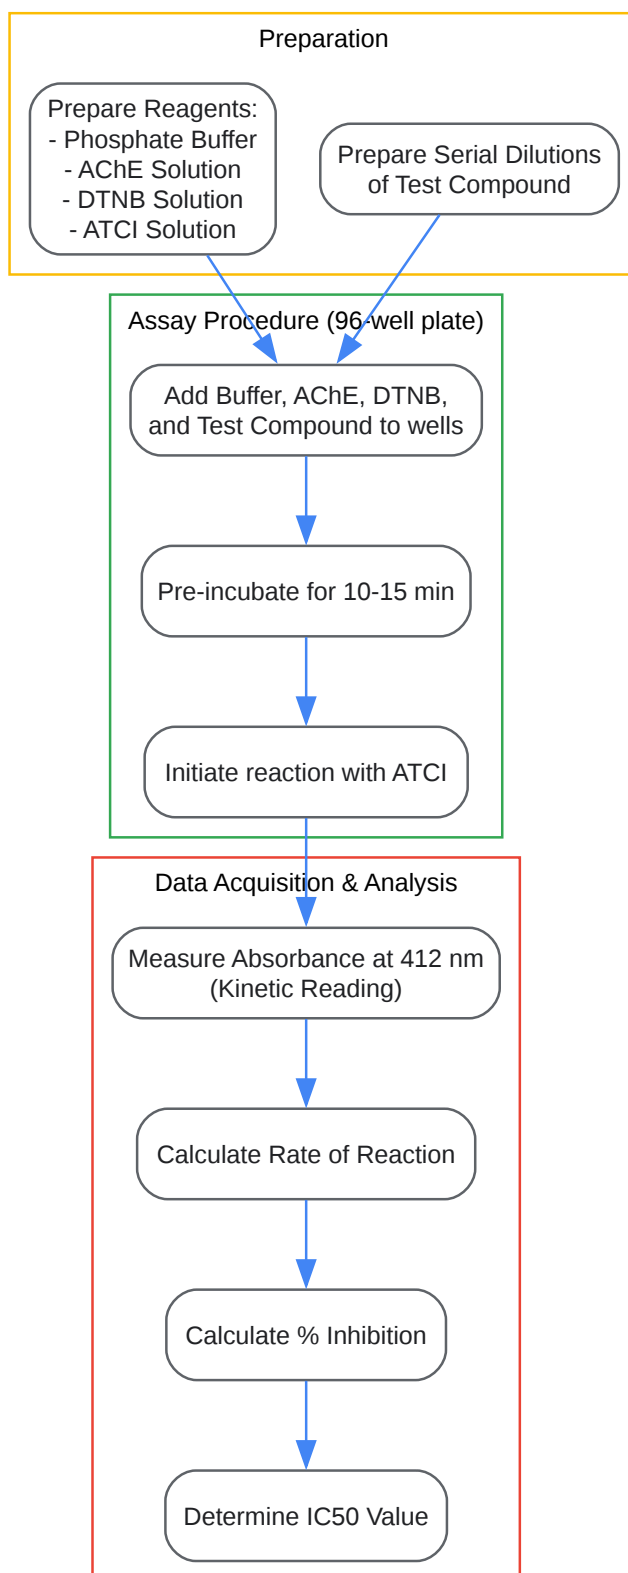 Preparation
Prepare Reagents:
- Phosphate Buffer
- AChE Solution
- DTNB Solution
- ATCI Solution
Prepare Serial Dilutions
of Test Compound
Assay Procedure (96-well plate)
Add Buffer, AChE, DTNB,
and Test Compound to wells
Pre-incubate for 10-15 min
Initiate reaction with ATCI
Data Acquisition & Analysis
Measure Absorbance at 412 nm
(Kinetic Reading)
Calculate Rate of Reaction
Calculate % Inhibition
Determine IC50 Value